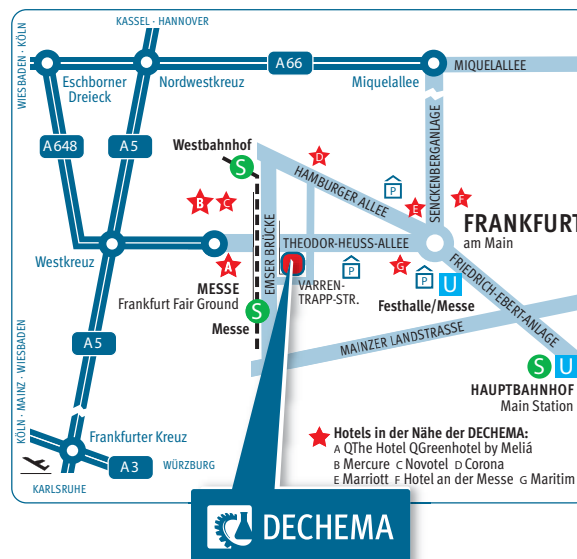 KASSEL · HANNOVER
WIESBADEN · KÖLN
A66
MIQUELALLEE
Eschborner
Dreieck
Nordwestkreuz
Miquelallee
A648
A5
Westbahnhof
S
D
HAMBURGER ALLEE
P
SENCKENBERGANLAGE
B
C
E
F
FRANKFURT
am Main
Westkreuz
A
EMSER BRÜCKE
THEODOR-HEUSS-ALLEE
G
P
P
U
MESSE
Frankfurt Fair Ground
VARREN-
TRAPP-STR.
Festhalle/Messe
FRIEDRICH-EBERT-ANLAGE
S
Messe
A5
MAINZER LANDSTRASSE
S
U
HAUPTBAHNHOF
Main Station
KÖLN · MAINZ · WIESBADEN
Frankfurter Kreuz
A3
WÜRZBURG
KARLSRUHE
Hotels in der Nähe der DECHEMA:
A QThe Hotel QGreenhotel by Meliá
B Mercure C Novotel D Corona
E Marriott F Hotel an der Messe G Maritim
DECHEMA